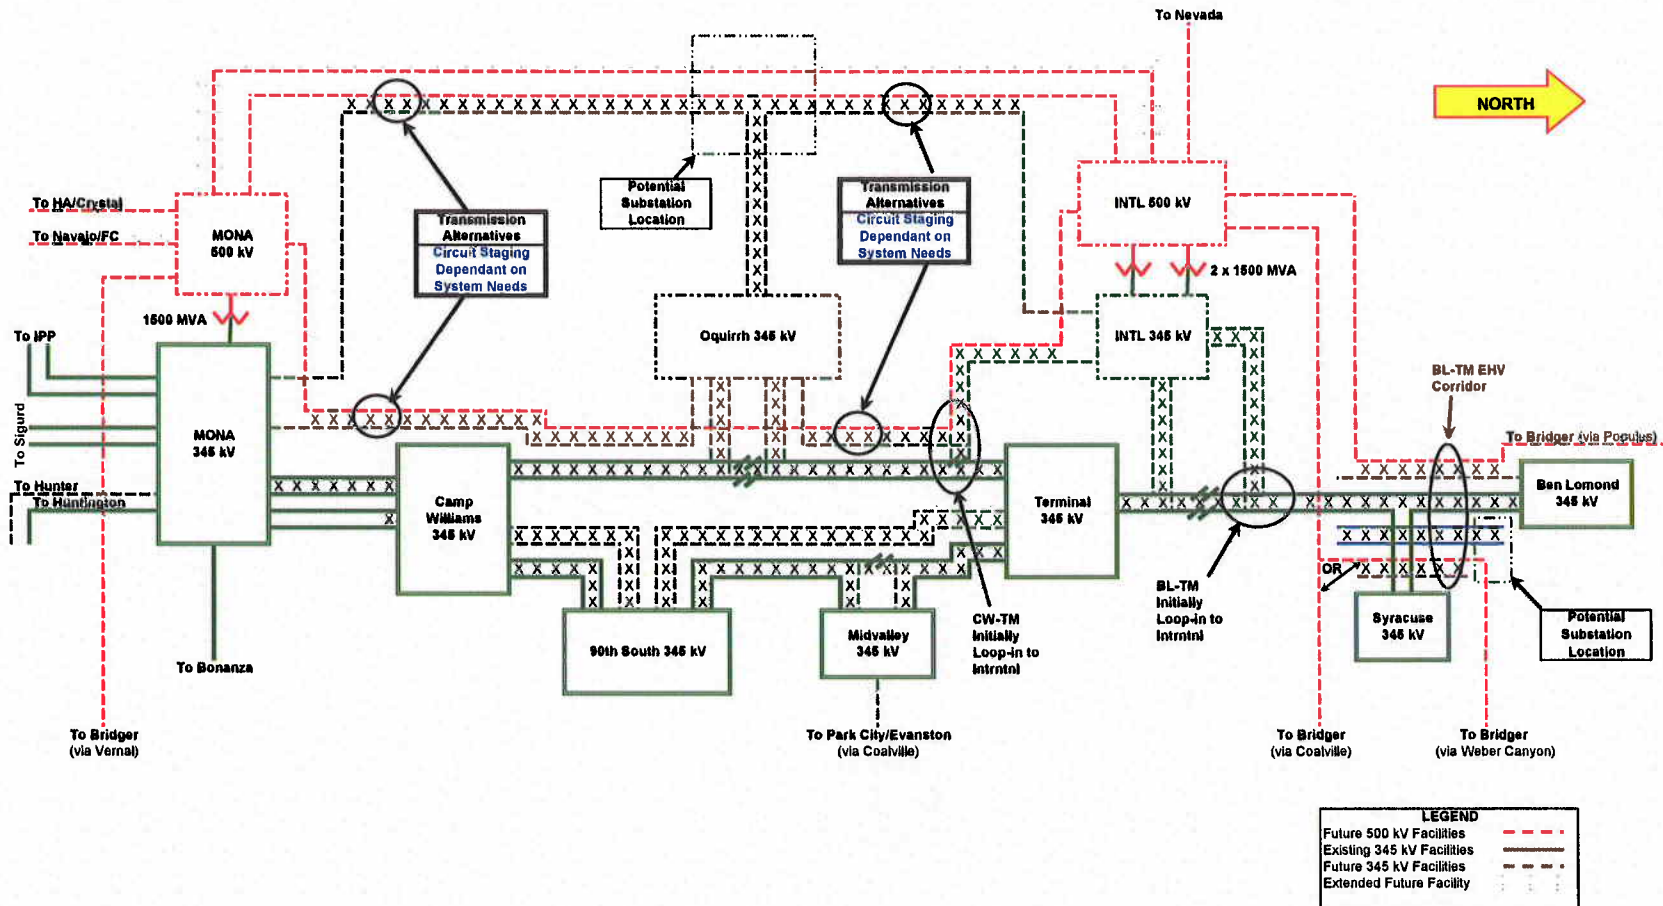 To Nevada
NORTH
To HA/Crystal
To Navajo/FC
MONA
500 kV
Transmission
Alternatives
Circuit Staging
Dependant on
System Needs
Potential
Substation
Location
Transmission
Alternatives
Circuit Staging
Dependant on
System Needs
INTL 500 kV
2 x 1500 MVA
1500 MVA
To IPP
Oquirrh 345 kV
INTL 345 kV
BL-TM EHV
Corridor
To Sigurd
MONA
345 kV
To Bridger (via Populus)
To Hunter
To Huntington
Camp
Williams
345 kV
Terminal
345 kV
Ben Lomond
345 kV
OR
BL-TM
Initially
Loop-in to
Intrntnl
CW-TM
Initially
Loop-in to
Intrntnl
90th South 345 kV
Midvalley
345 kV
Syracuse
345 kV
Potential
Substation
Location
To Bonanza
To Bridger
(via Vernal)
To Park City/Evanston
(via Coalville)
To Bridger
(via Coalville)
To Bridger
(via Weber Canyon)
LEGEND
Future 500 kV Facilities
Existing 345 kV Facilities
Future 345 kV Facilities
Extended Future Facility